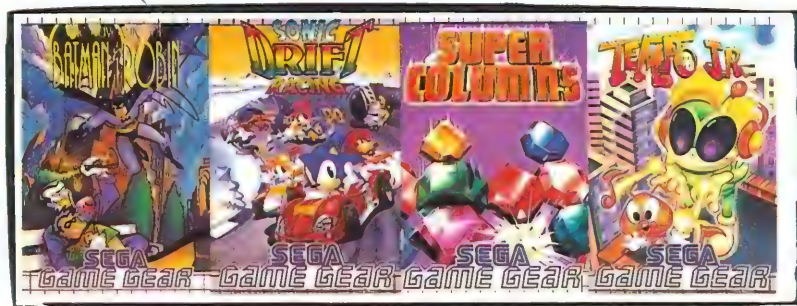 BATMAN & ROBIN
SEGA
GAME GEAR
SONIC
DRIFT
RACING
SEGA
GAME GEAR
SUPER
COLUMNS
SEGA
GAME GEAR
TEMPO JR.
SEGA
GAME GEAR